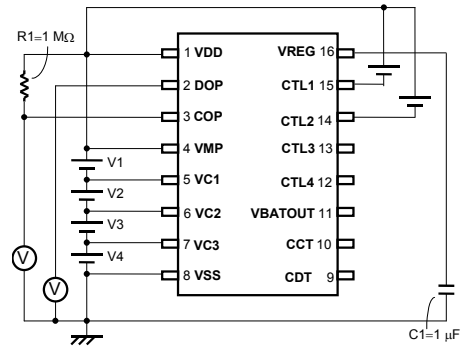 R1=1 MΩ
1 VDD
2 DOP
3 COP
4 VMP
5 VC1
6 VC2
7 VC3
8 VSS
VREG 16
CTL1 15
CTL2 14
CTL3 13
CTL4 12
VBATOUT 11
CCT 10
CDT 9
V1
V2
V3
V4
V
V
C1=1 μF